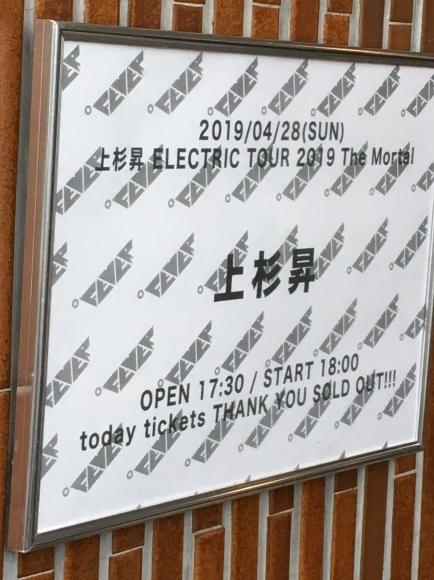 2019/04/28(SUN)
上杉昇 ELECTRIC TOUR 2019 The Mortal
上杉昇
OPEN 17:30 / START 18:00
today tickets THANK YOU SOLD OUT!!!